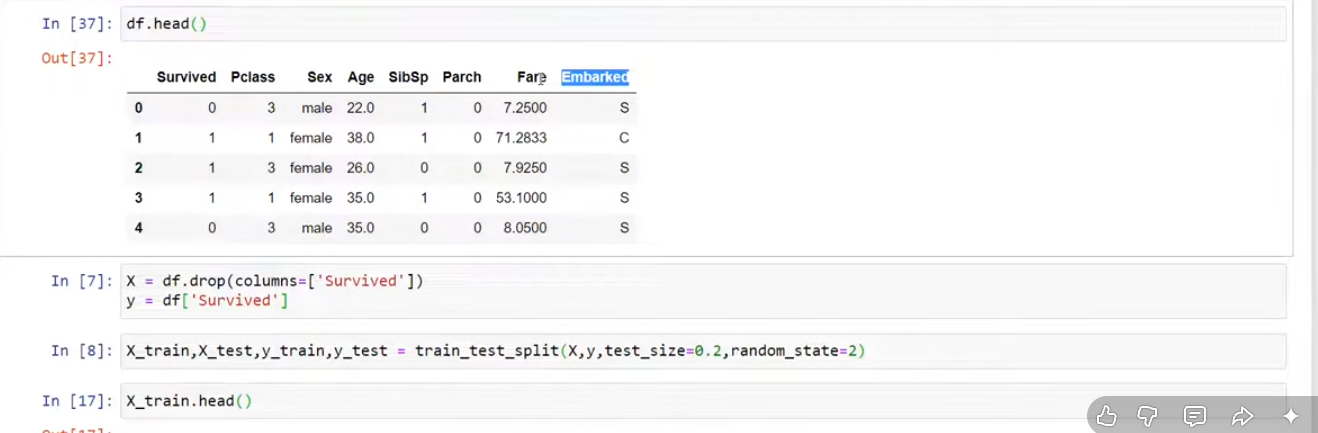 In [37]: df.head()
Out[37]:
Survived Pclass Sex Age SibSp Parch Fare Embarked
0 0 3 male 22.0 1 0 7.2500 S
1 1 1 female 38.0 1 0 71.2833 C
2 1 3 female 26.0 0 0 7.9250 S
3 1 1 female 35.0 1 0 53.1000 S
4 0 3 male 35.0 0 0 8.0500 S
In [7]: X = df.drop(columns=['Survived'])
y = df['Survived']
In [8]: X_train,X_test,y_train,y_test = train_test_split(X,y,test_size=0.2,random_state=2)
In [17]: X_train.head()
Out[17]: